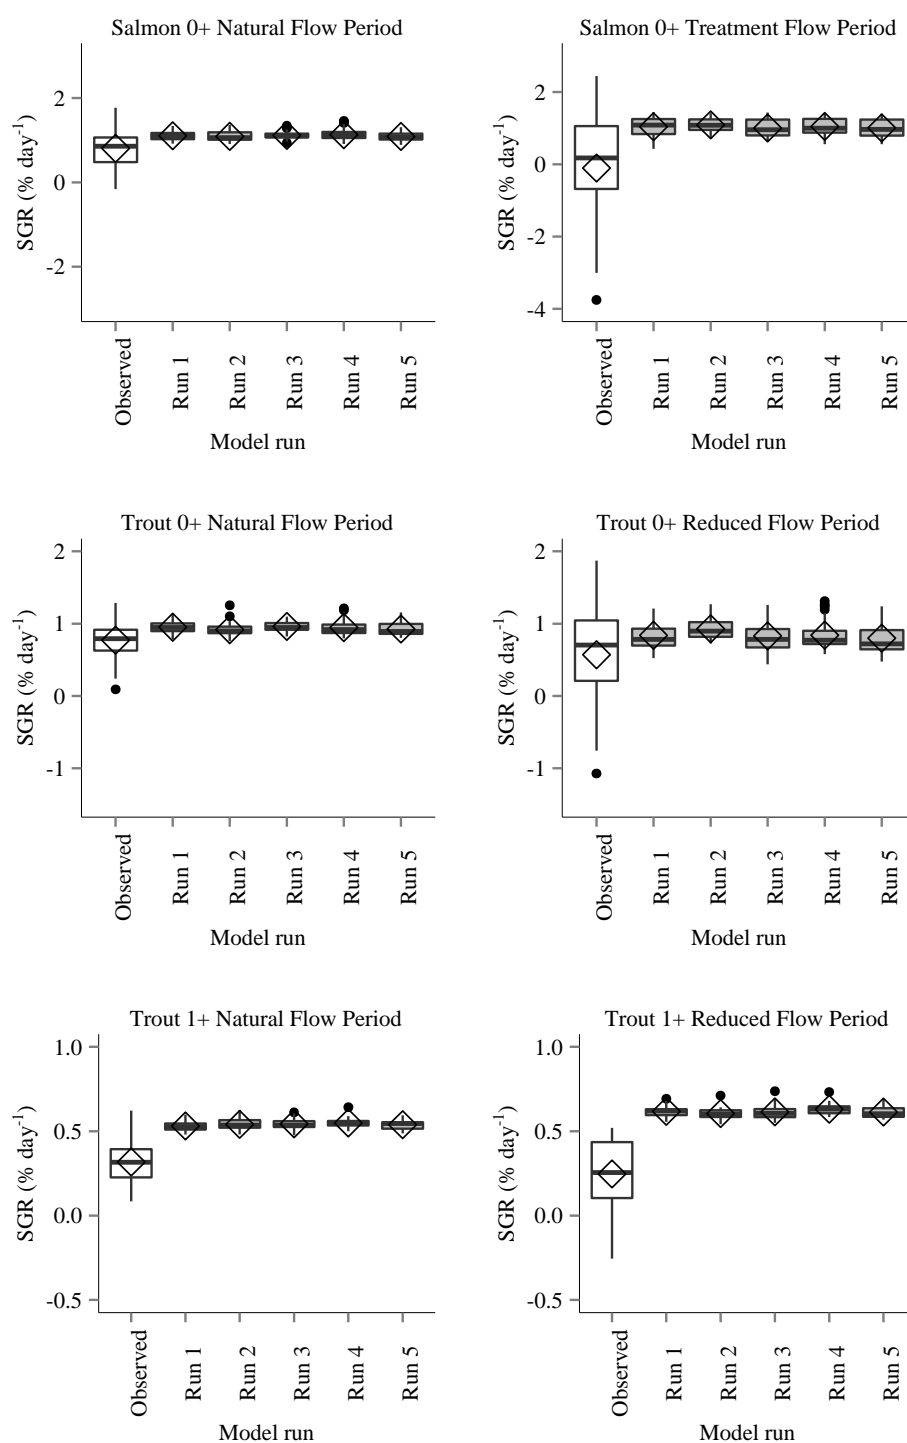 Salmon 0+ Natural Flow Period
SGR (% day-1)
2
0
-2
Observed
Run 1
Run 2
Run 3
Run 4
Run 5
Model run
Salmon 0+ Treatment Flow Period
SGR (% day-1)
2
0
-2
-4
Observed
Run 1
Run 2
Run 3
Run 4
Run 5
Model run
Trout 0+ Natural Flow Period
SGR (% day-1)
2
1
0
-1
Observed
Run 1
Run 2
Run 3
Run 4
Run 5
Model run
Trout 0+ Reduced Flow Period
SGR (% day-1)
2
1
0
-1
Observed
Run 1
Run 2
Run 3
Run 4
Run 5
Model run
Trout 1+ Natural Flow Period
SGR (% day-1)
1.0
0.5
0.0
-0.5
Observed
Run 1
Run 2
Run 3
Run 4
Run 5
Model run
Trout 1+ Reduced Flow Period
SGR (% day-1)
1.0
0.5
0.0
-0.5
Observed
Run 1
Run 2
Run 3
Run 4
Run 5
Model run